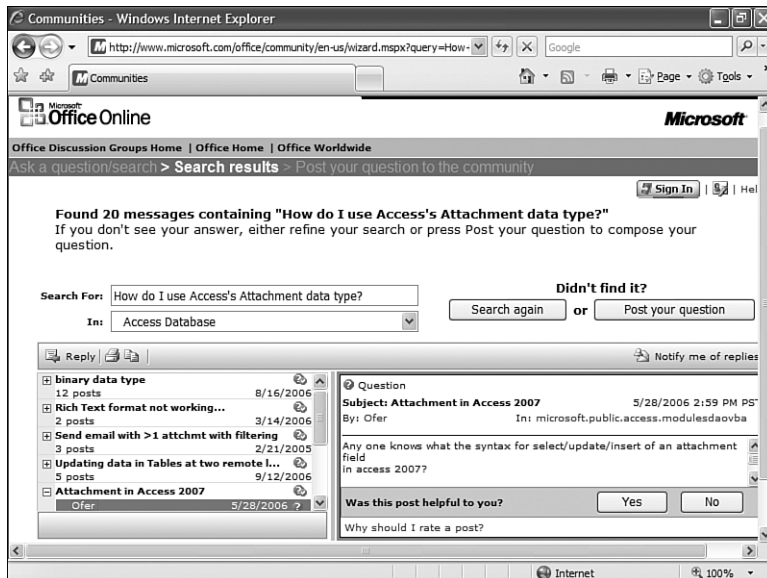 Communities - Windows Internet Explorer
http://www.microsoft.com/office/community/en-us/wizard.mspx?query=How-
Google
Communities
Page
Tools
Microsoft
Office Online
Microsoft
Office Discussion Groups Home | Office Home | Office Worldwide
Ask a question/search > Search results > Post your question to the community
Sign In | | Hel
Found 20 messages containing "How do I use Access's Attachment data type?"
If you don't see your answer, either refine your search or press Post your question to compose your
question.
Didn't find it?
Search For: How do I use Access's Attachment data type?
Search again or Post your question
In: Access Database
Reply
Notify me of replies
binary data type
12 posts 8/16/2006
Rich Text format not working...
2 posts 3/14/2006
Send email with >1 attchmt with filtering
3 posts 2/21/2005
Updating data in Tables at two remote l...
5 posts 9/12/2006
Attachment in Access 2007
Ofer 5/28/2006 ?
Question
Subject: Attachment in Access 2007 5/28/2006 2:59 PM PST
By: Ofer In: microsoft.public.access.modulesdaovba
Any one knows what the syntax for select/update/insert of an attachment
field
in access 2007?
Was this post helpful to you? Yes No
Why should I rate a post?
Internet 100%